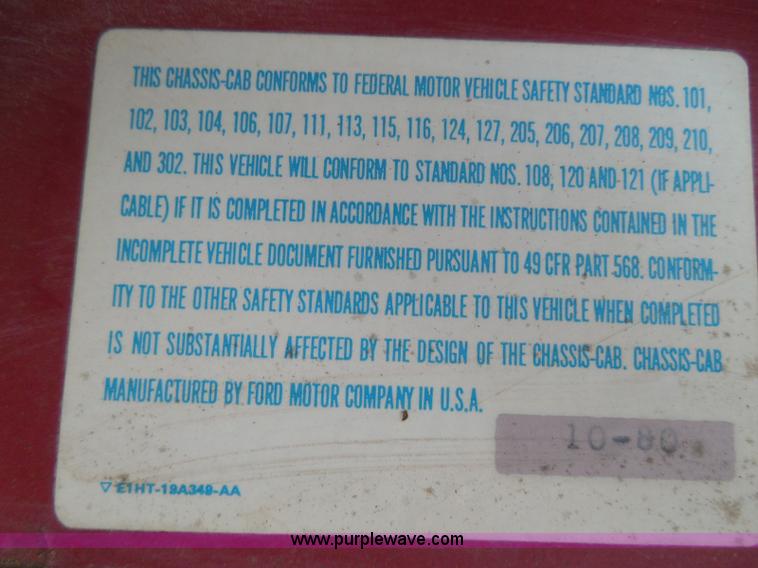 THIS CHASSIS-CAB CONFORMS TO FEDERAL MOTOR VEHICLE SAFETY STANDARD NOS. 101,
102, 103, 104, 106, 107, 111, 113, 115, 116, 124, 127, 205, 206, 207, 208, 209, 210,
AND 302. THIS VEHICLE WILL CONFORM TO STANDARD NOS. 108, 120 AND 121 (IF APPLI-
CABLE) IF IT IS COMPLETED IN ACCORDANCE WITH THE INSTRUCTIONS CONTAINED IN THE
INCOMPLETE VEHICLE DOCUMENT FURNISHED PURSUANT TO 49 CFR PART 568. CONFORM-
ITY TO THE OTHER SAFETY STANDARDS APPLICABLE TO THIS VEHICLE WHEN COMPLETED
IS NOT SUBSTANTIALLY AFFECTED BY THE DESIGN OF THE CHASSIS-CAB. CHASSIS-CAB
MANUFACTURED BY FORD MOTOR COMPANY IN U.S.A.
10-80
▽ E1HT-19A349-AA
www.purplewave.com